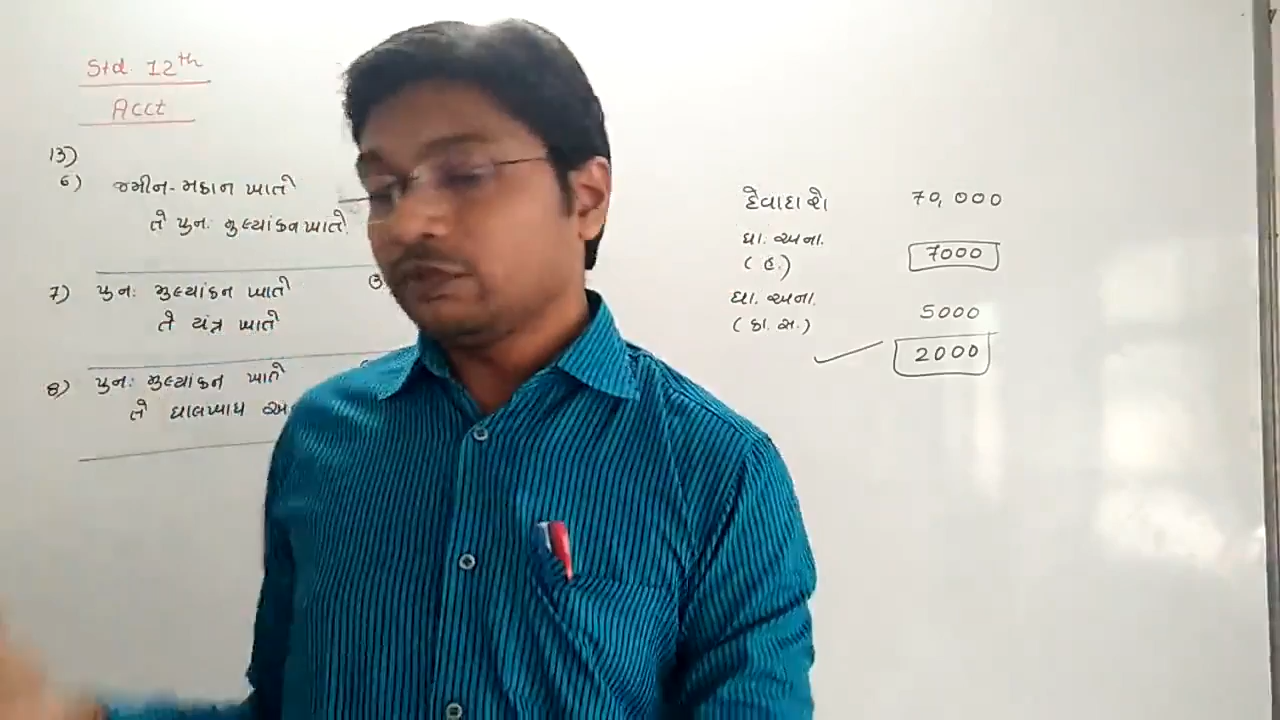 Std. 12th
Acct
13)
6) જમીન-મકાન ખાતે
તે પુનઃ મુલ્યાંકન ખાતે.
7) પુનઃ મુલ્યાંકન ખાતે
તે યંત્ર ખાતે
8) પુનઃ મુલ્યાંકન ખાતે
તે ઘાલખાધ અ
દેવાદારો 70,000
ઘા. અના. (હ.) 7000
ઘા. અના. (કા. સ.) 5000
2000